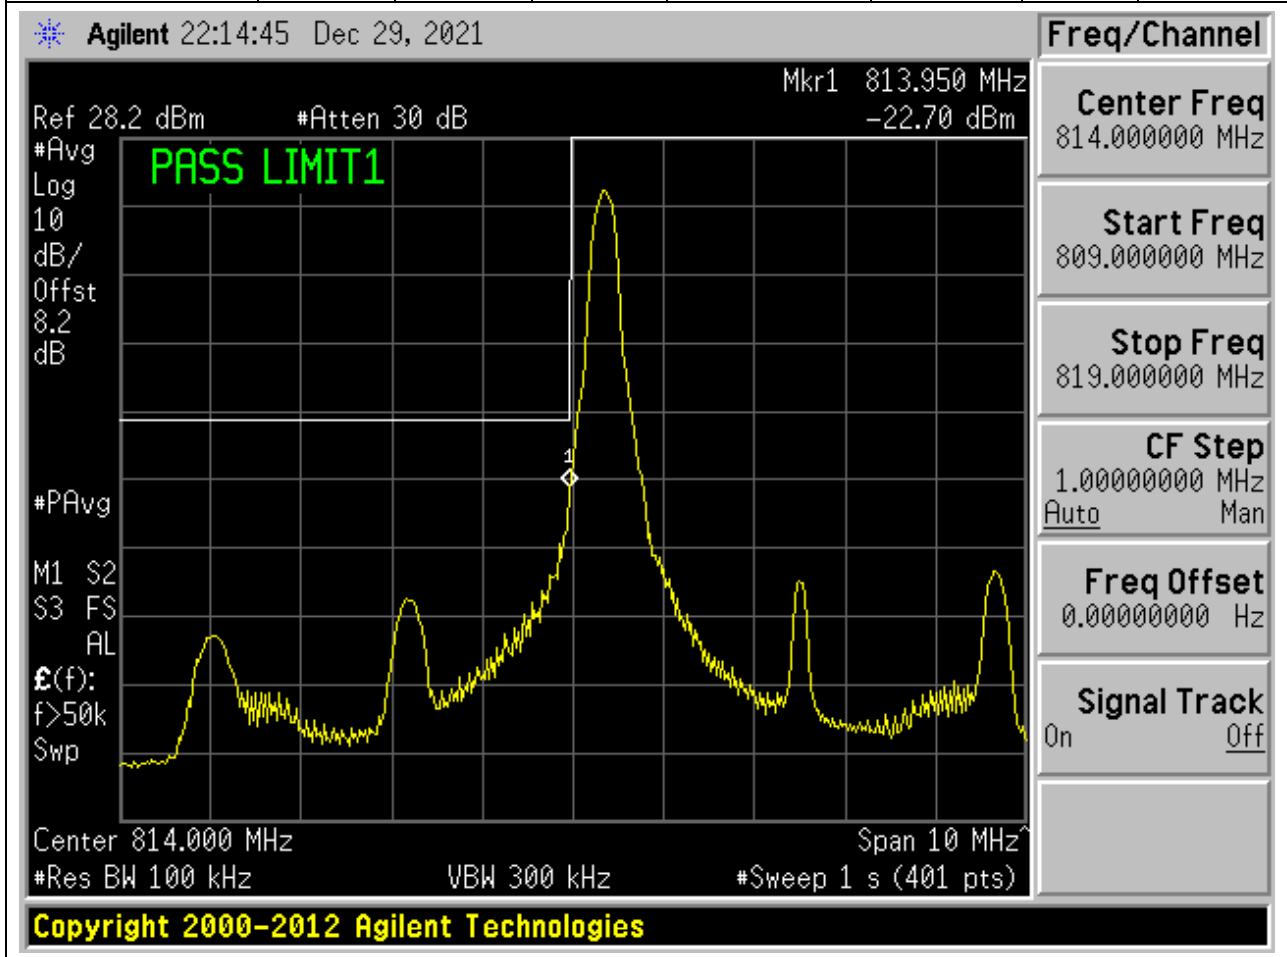 Agilent 22:14:45 Dec 29, 2021
Freq/Channel
Mkr1 813.950 MHz
Ref 28.2 dBm #Atten 30 dB -22.70 dBm
#Avg
Log
10
dB/
Offst
8.2
dB
PASS LIMIT1
1
#PAvg
M1 S2
S3 FS
AL
£(f):
f>50k
Swp
Center 814.000 MHz Span 10 MHz^
#Res BW 100 kHz VBW 300 kHz #Sweep 1 s (401 pts)
Center Freq
814.000000 MHz
Start Freq
809.000000 MHz
Stop Freq
819.000000 MHz
CF Step
1.00000000 MHz
Auto Man
Freq Offset
0.00000000 Hz
Signal Track
On Off
Copyright 2000-2012 Agilent Technologies